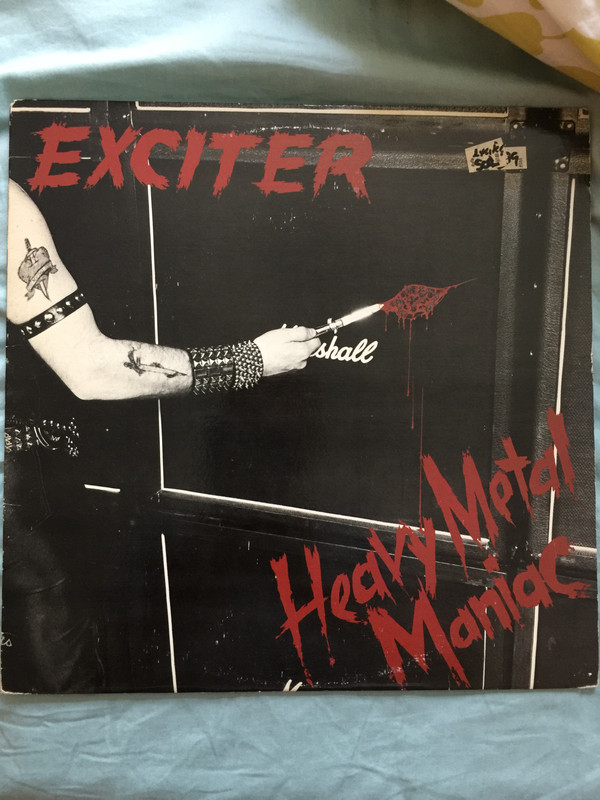 EXCITER
shall
Heavy Metal
Maniac